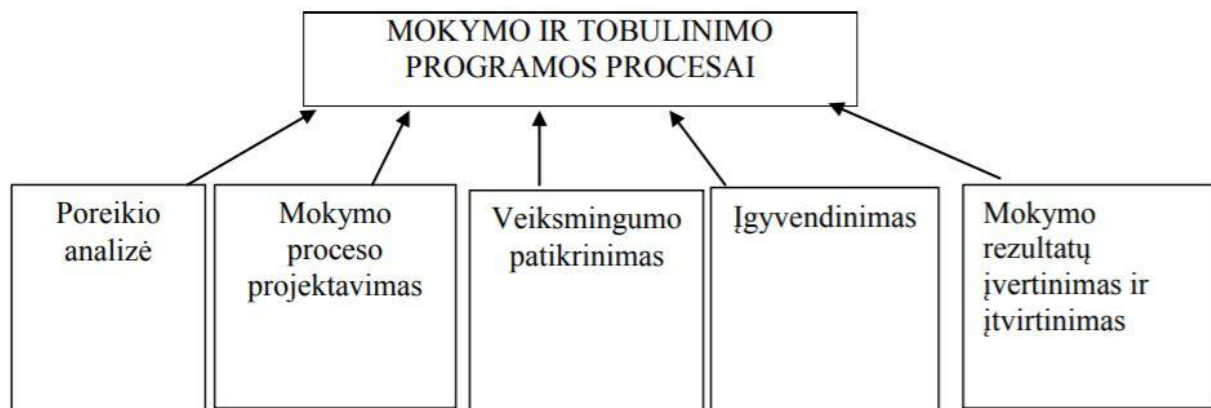 MOKYMO IR TOBULINIMO
PROGRAMOS PROCESAI
Poreikio
analizė
Mokymo
proceso
projektavimas
Veiksmingumo
patikrinimas
Įgyvendinimas
Mokymo
rezultatų
įvertinimas ir
įtvirtinimas